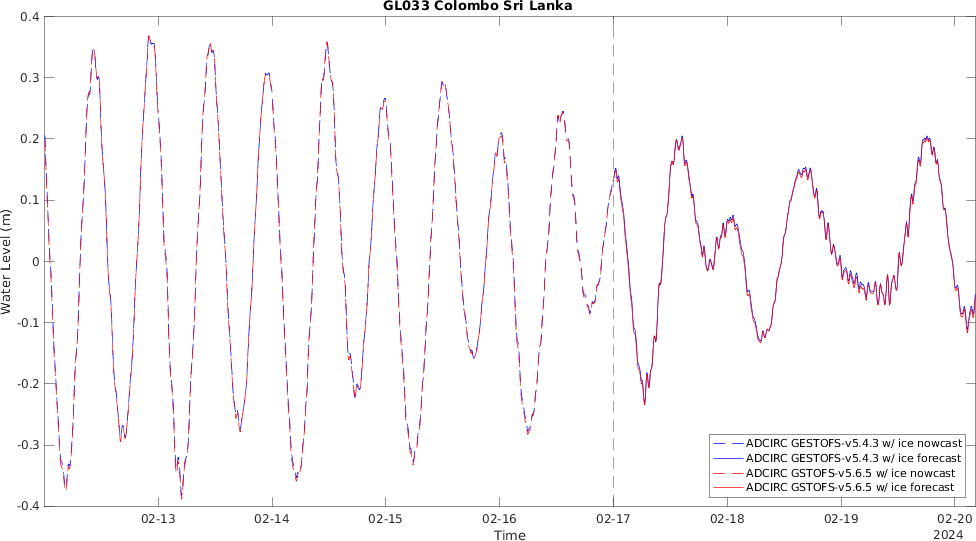 GL033 Colombo Sri Lanka
0.4
0.3
0.2
0.1
0
-0.1
-0.2
-0.3
-0.4
Water Level (m)
02-13
02-14
02-15
02-16
02-17
02-18
02-19
02-20
2024
Time
ADCIRC GESTOFS-v5.4.3 w/ ice nowcast
ADCIRC GESTOFS-v5.4.3 w/ ice forecast
ADCIRC GSTOFS-v5.6.5 w/ ice nowcast
ADCIRC GSTOFS-v5.6.5 w/ ice forecast